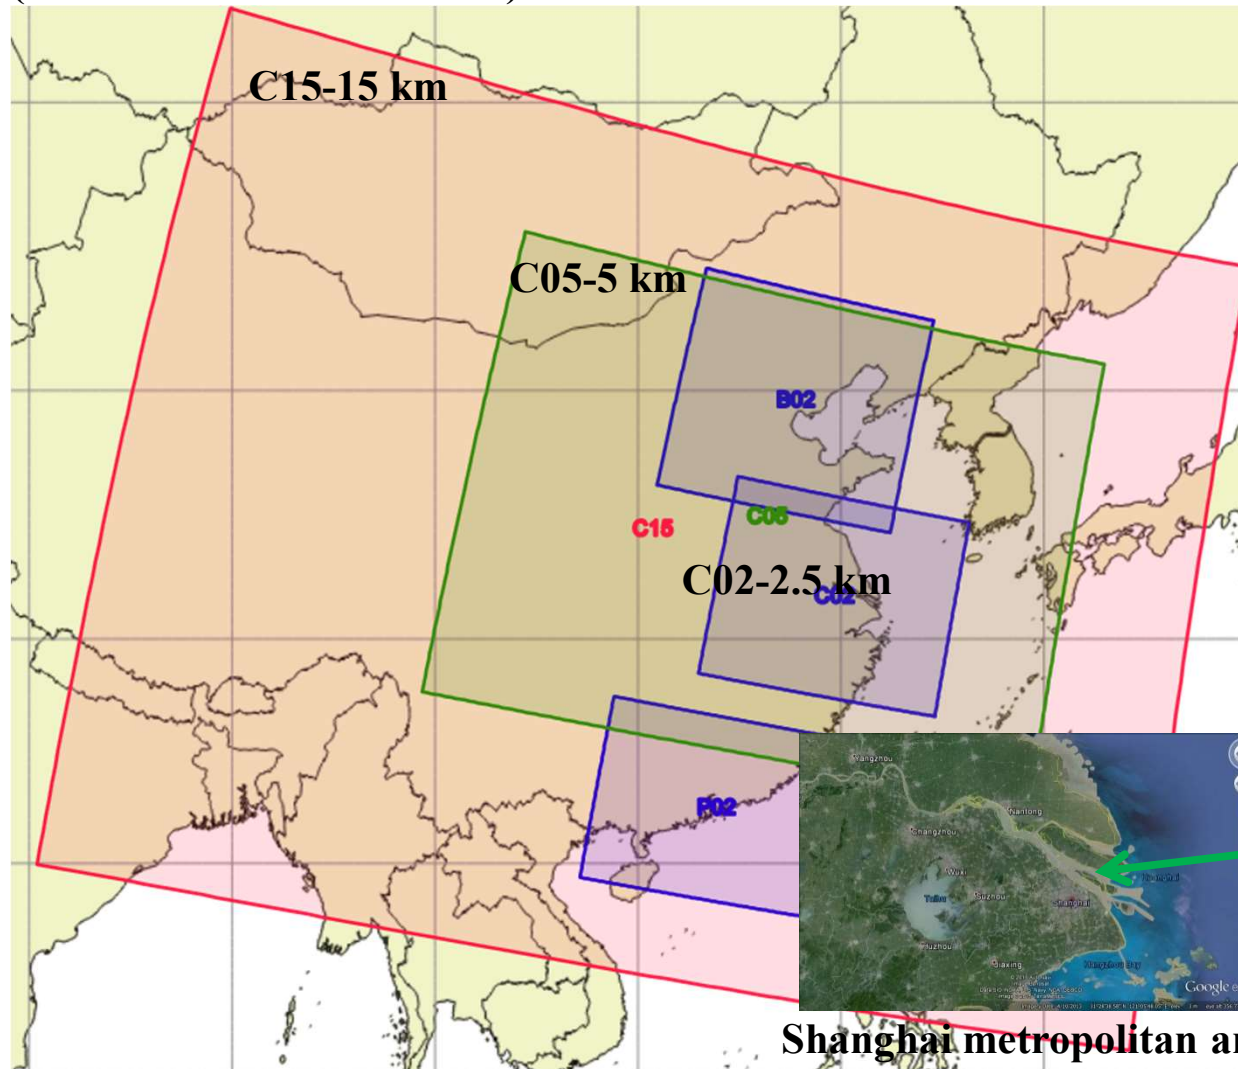 C15-15 km
C05-5 km
B02
C15
C05
C02-2.5 km
C02
P02
Yangzhou
Nantong
Changzhou
Wuxi
Taihu
Suzhou
Shanghai
Huzhou
Jiaxing
Hangzhou Bay
Google e
Shanghai metropolitan ar